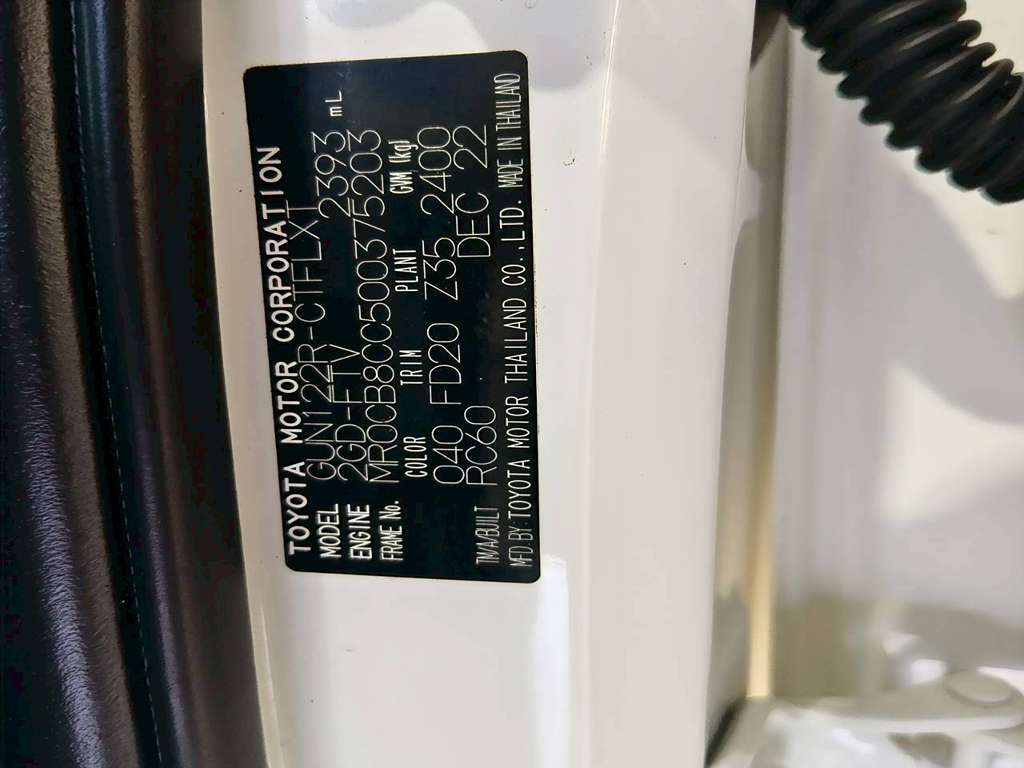 TOYOTA MOTOR CORPORATION
MODEL GUN122R-CTFLXT
ENGINE 2GD-FTV 2393 mL
FRAME No. MR0CB8CC500375203
COLOR TRIM PLANT GVM (kg)
040 FD20 Z35 2400
TM/A/BUILT RC60 DEC 22
MFD.BY:TOYOTA MOTOR THAILAND CO.,LTD. MADE IN THAILAND